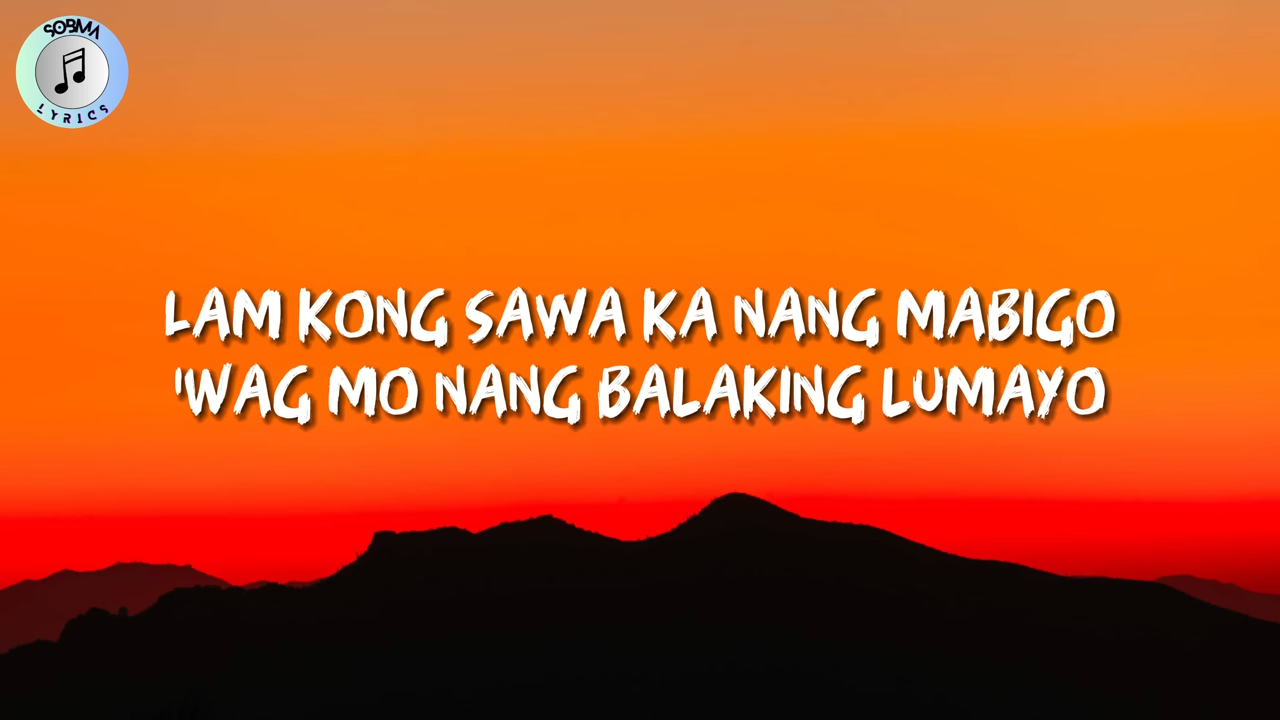 SOBMA
LYRICS
LAM KONG SAWA KA NANG MABIGO
'WAG MO NANG BALAKING LUMAYO